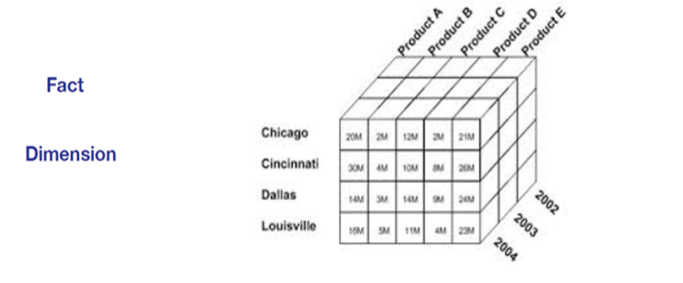 Fact
Dimension
Product A
Product B
Product C
Product D
Product E
Chicago 20M 2M 12M 2M 21M
Cincinnati 30M 4M 10M 8M 26M
Dallas 14M 3M 14M 9M 24M
Louisville 16M 5M 11M 4M 23M
2002
2003
2004